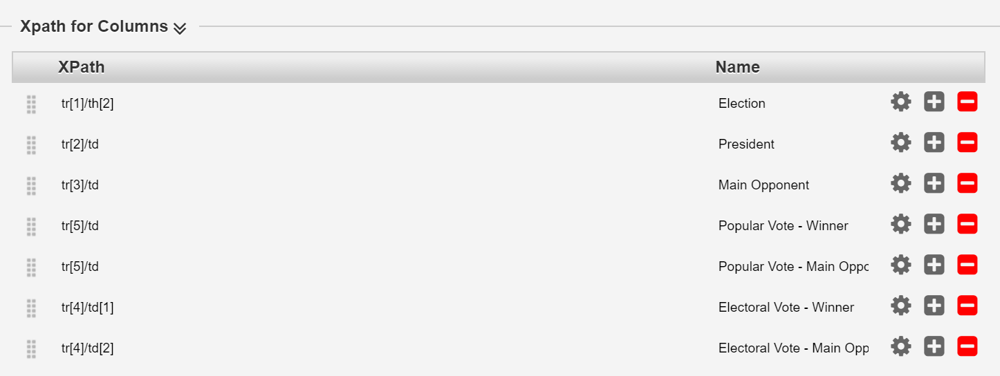 Xpath for Columns
XPath Name
tr[1]/th[2] Election
tr[2]/td President
tr[3]/td Main Opponent
tr[5]/td Popular Vote - Winner
tr[5]/td Popular Vote - Main Oppo
tr[4]/td[1] Electoral Vote - Winner
tr[4]/td[2] Electoral Vote - Main Opp